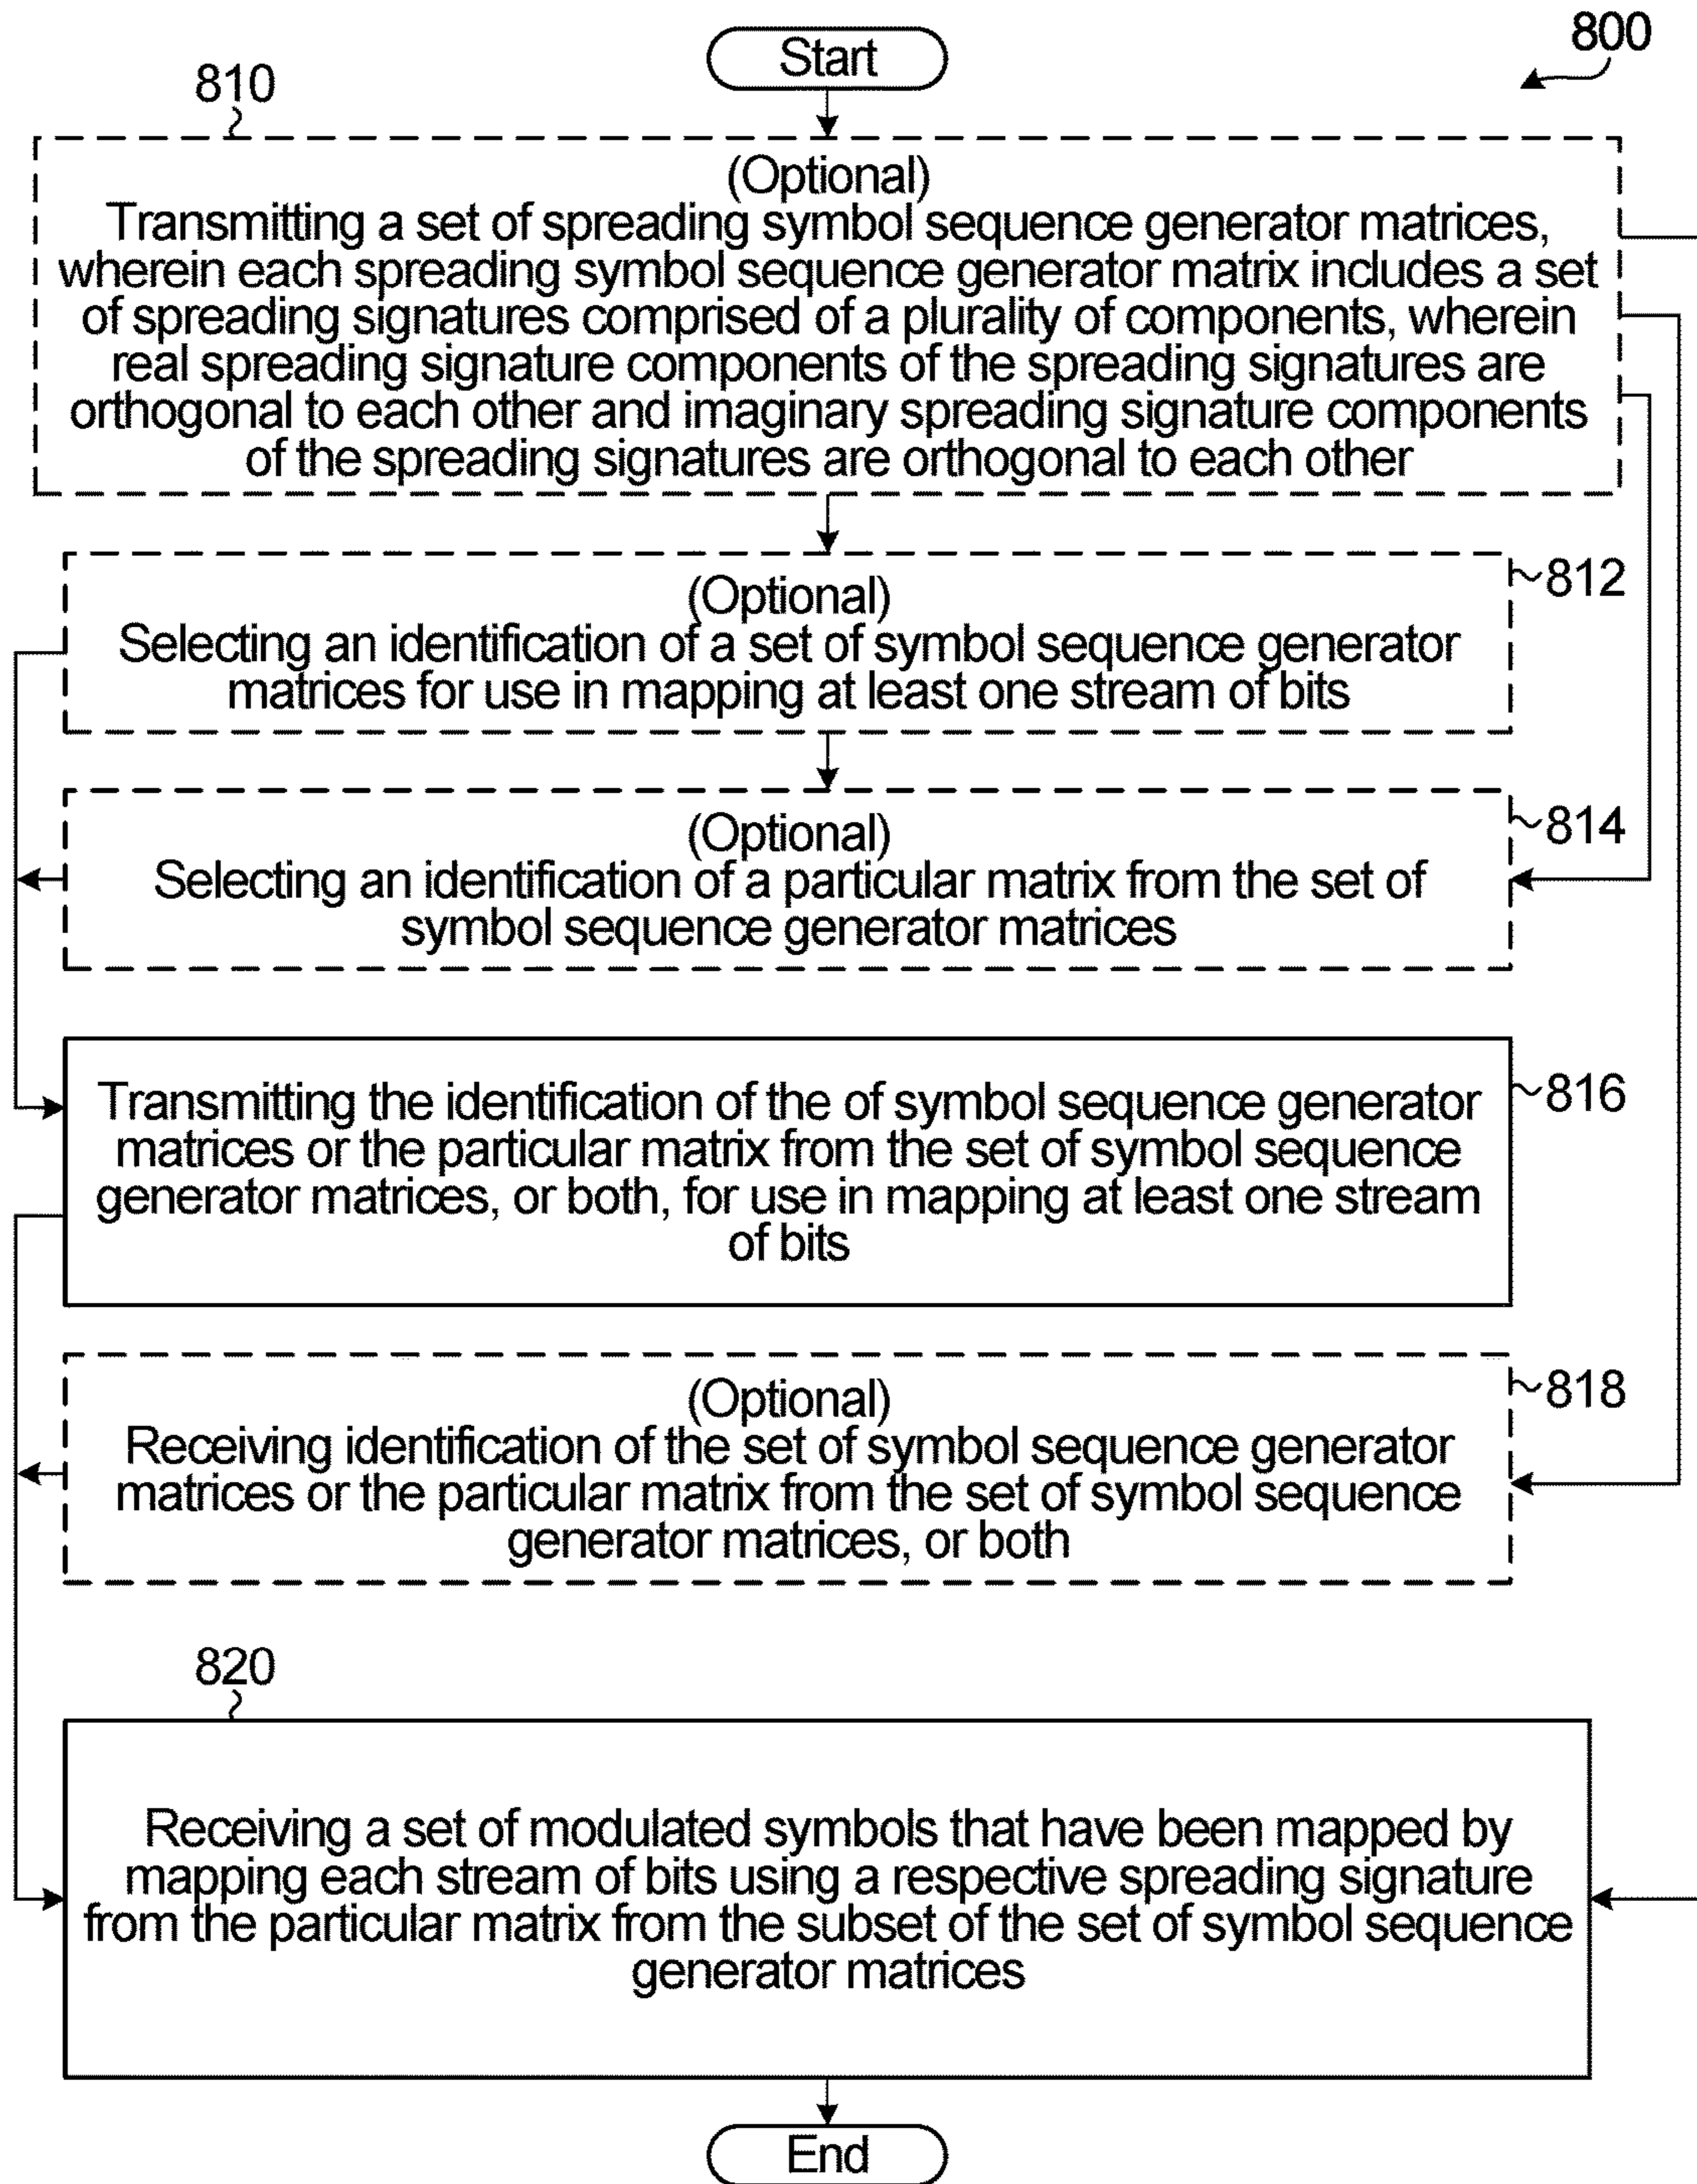 800
Start
810
(Optional)
Transmitting a set of spreading symbol sequence generator matrices,
wherein each spreading symbol sequence generator matrix includes a set
of spreading signatures comprised of a plurality of components, wherein
real spreading signature components of the spreading signatures are
orthogonal to each other and imaginary spreading signature components
of the spreading signatures are orthogonal to each other
812
(Optional)
Selecting an identification of a set of symbol sequence generator
matrices for use in mapping at least one stream of bits
814
(Optional)
Selecting an identification of a particular matrix from the set of
symbol sequence generator matrices
816
Transmitting the identification of the of symbol sequence generator
matrices or the particular matrix from the set of symbol sequence
generator matrices, or both, for use in mapping at least one stream
of bits
818
(Optional)
Receiving identification of the set of symbol sequence generator
matrices or the particular matrix from the set of symbol sequence
generator matrices, or both
820
Receiving a set of modulated symbols that have been mapped by
mapping each stream of bits using a respective spreading signature
from the particular matrix from the subset of the set of symbol sequence
generator matrices
End